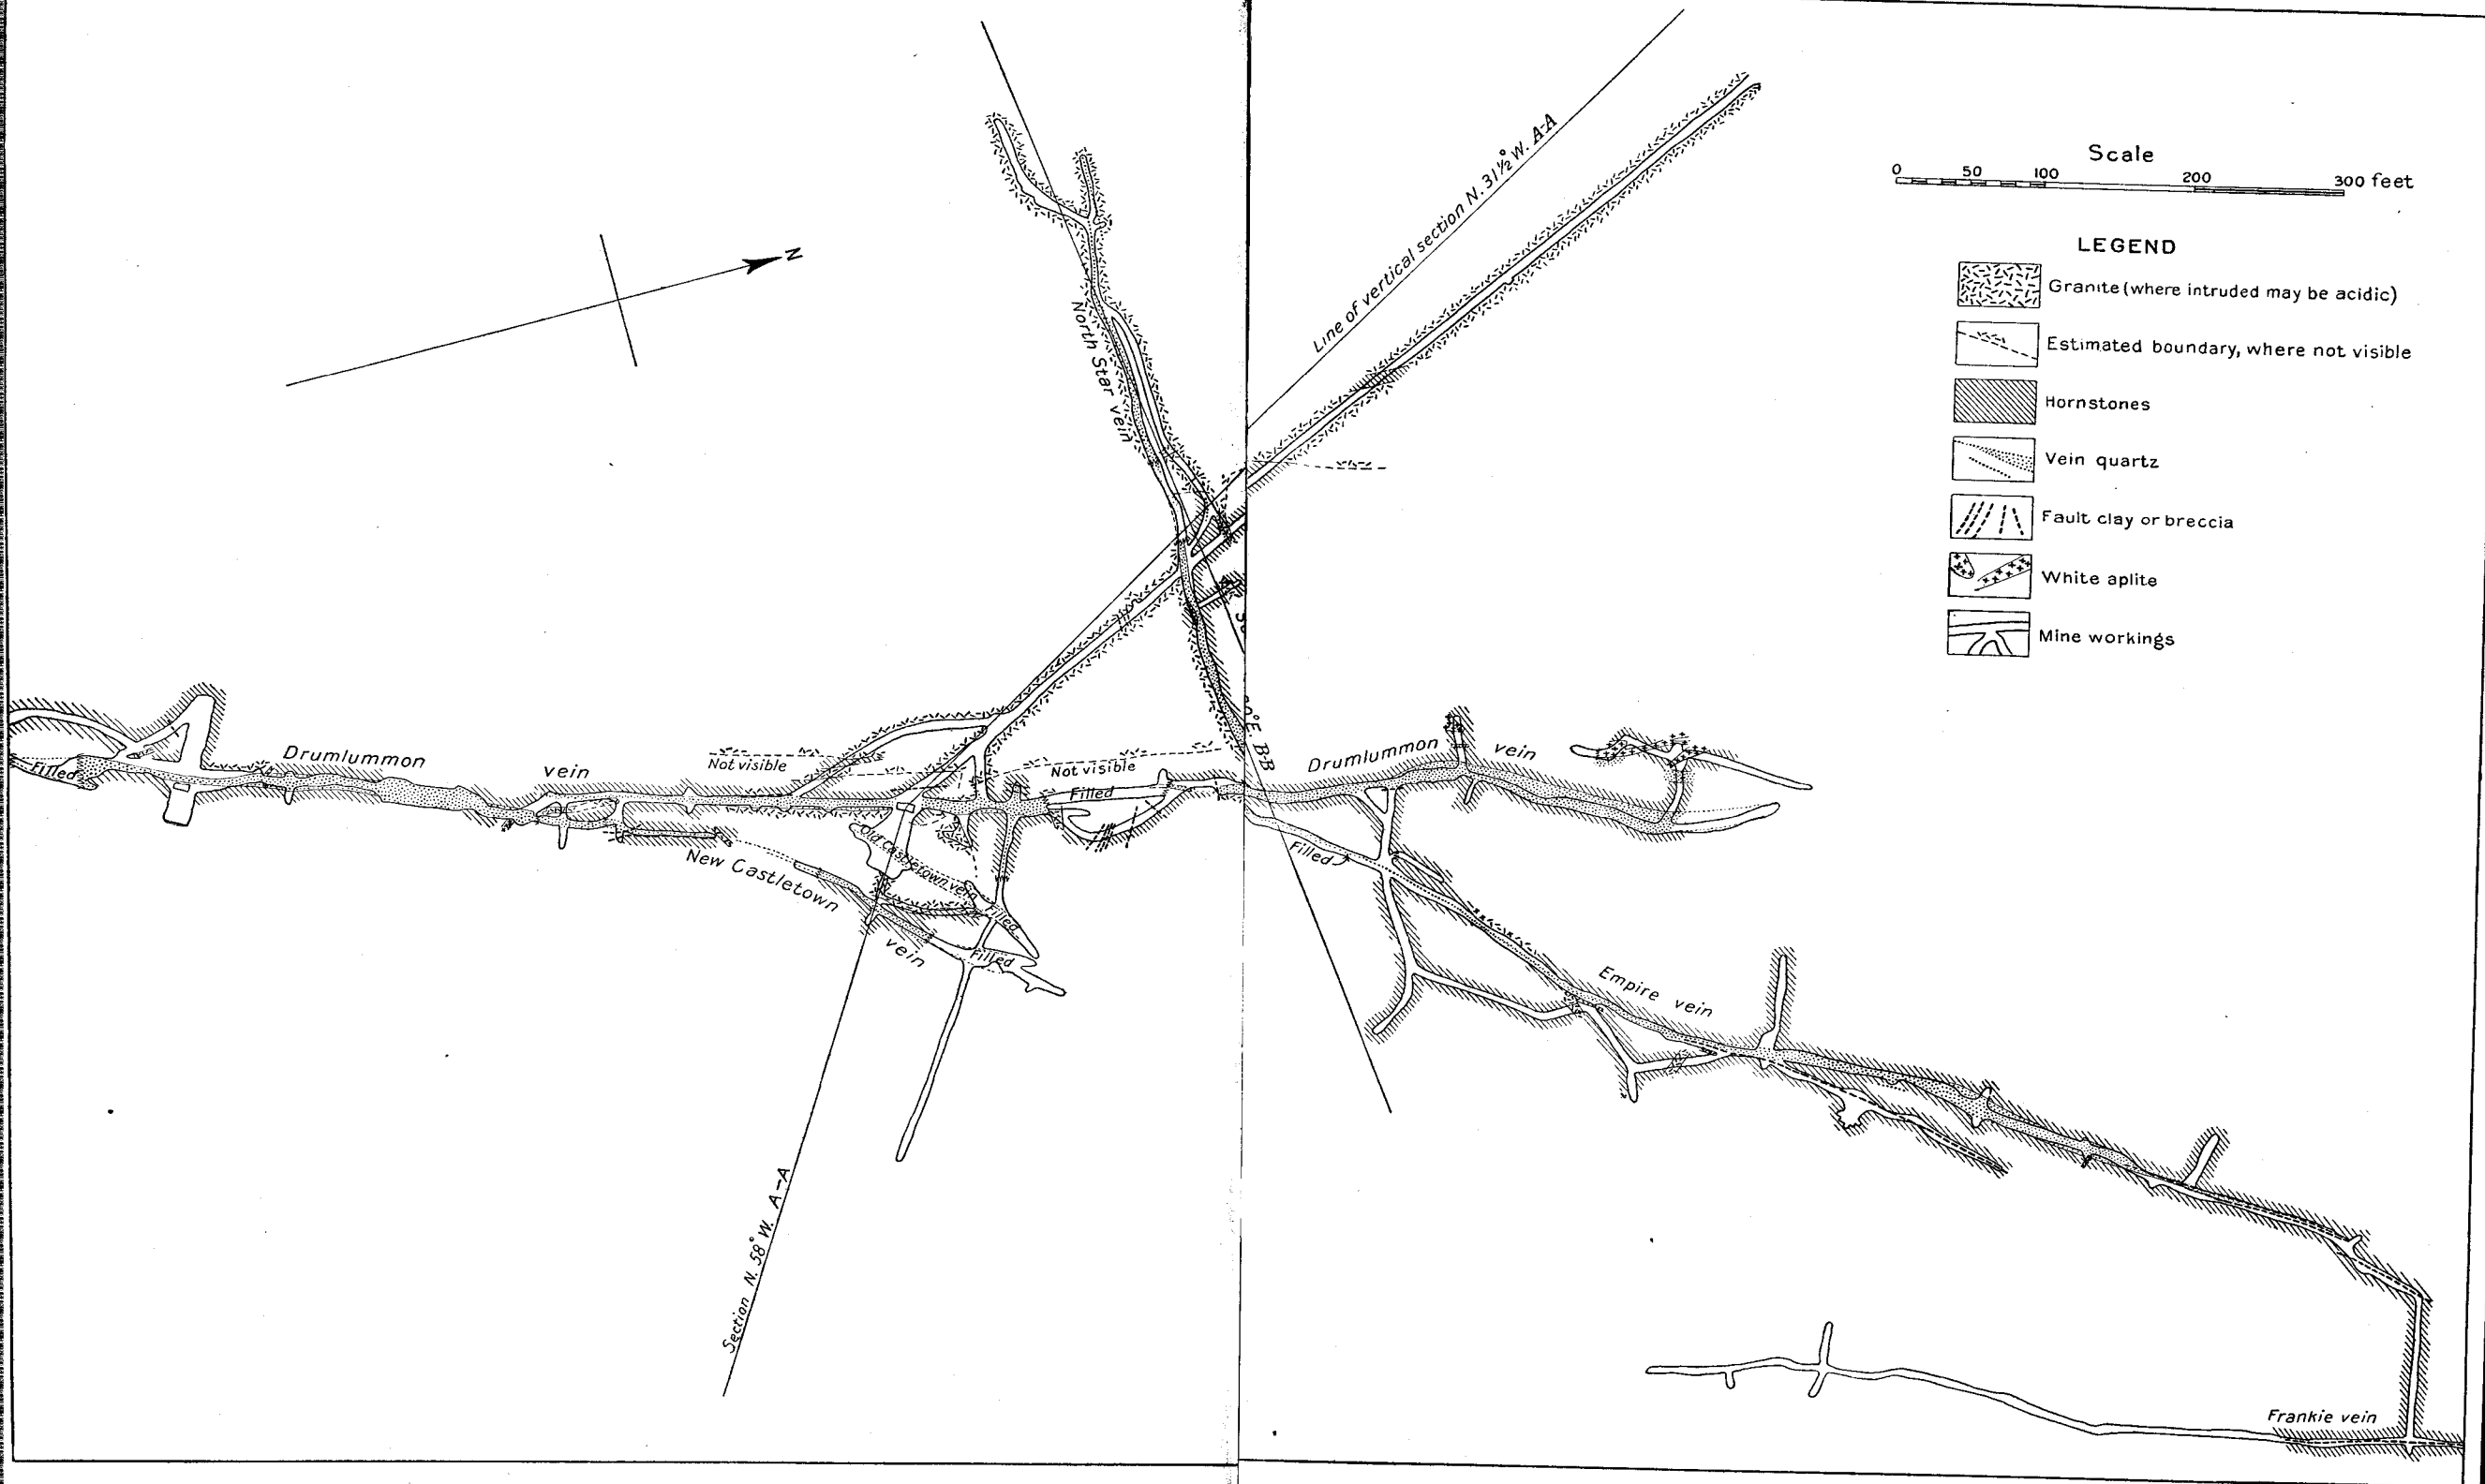 N
North Star vein
Line of vertical section N. 31½° W. A-A
Scale
0 50 100 200 300 feet
LEGEND
Granite (where intruded may be acidic)
Estimated boundary, where not visible
Hornstones
Vein quartz
Fault clay or breccia
White aplite
Mine workings
Filled
Drumlummon vein
Not visible
Not visible
Filled
Drumlummon vein
°E. B-B
New Castletown vein
Old Castletown vein
Filled
Filled
Filled
Empire vein
Section N. 58° W. A-A
Frankie vein